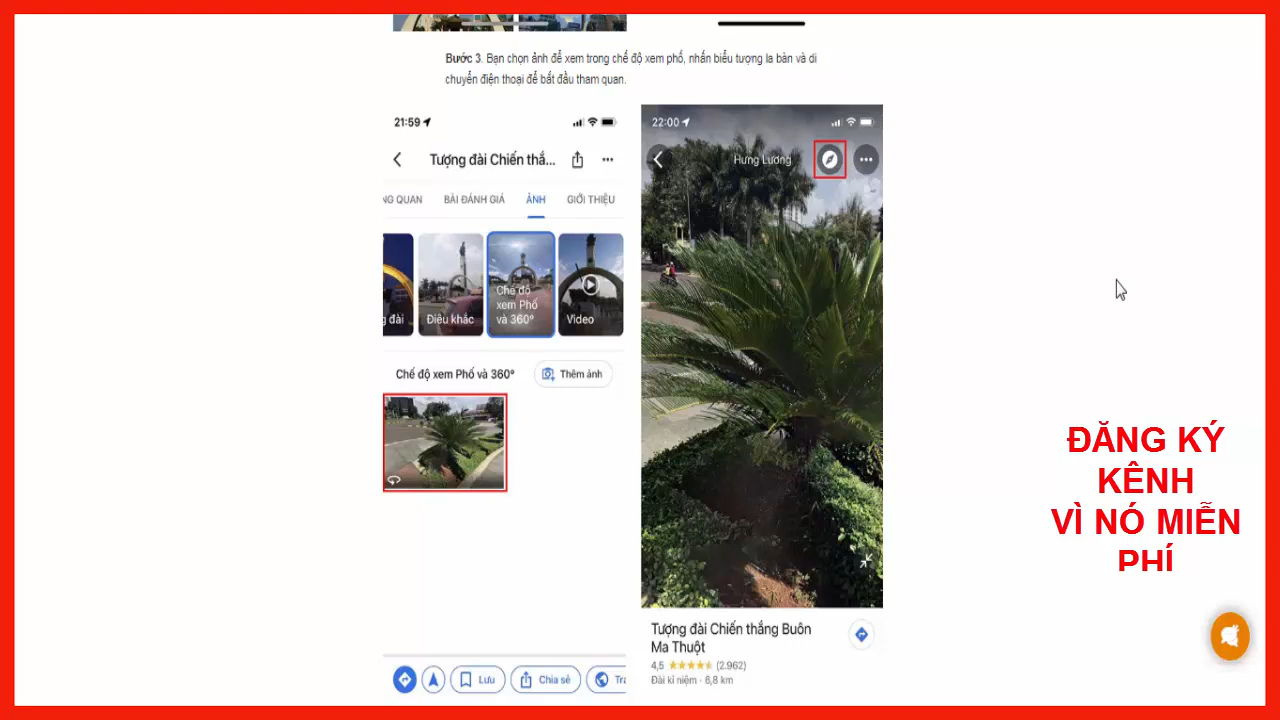 Bước 3. Bạn chọn ảnh để xem trong chế độ xem phố, nhấn biểu tượng la bàn và di
chuyển điện thoại để bắt đầu tham quan.
21:59
Tượng đài Chiến thắ...
NG QUAN
BÀI ĐÁNH GIÁ
ẢNH
GIỚI THIỆU
g đài
Điêu khắc
Chế độ
xem Phố
và 360°
Video
Chế độ xem Phố và 360°
Thêm ảnh
Lưu
Chia sẻ
Tra
22:00
Hưng Lương
Tượng đài Chiến thắng Buôn
Ma Thuột
4,5 (2.962)
Đài kỉ niệm · 6,8 km
ĐĂNG KÝ
KÊNH
VÌ NÓ MIỄN
PHÍ